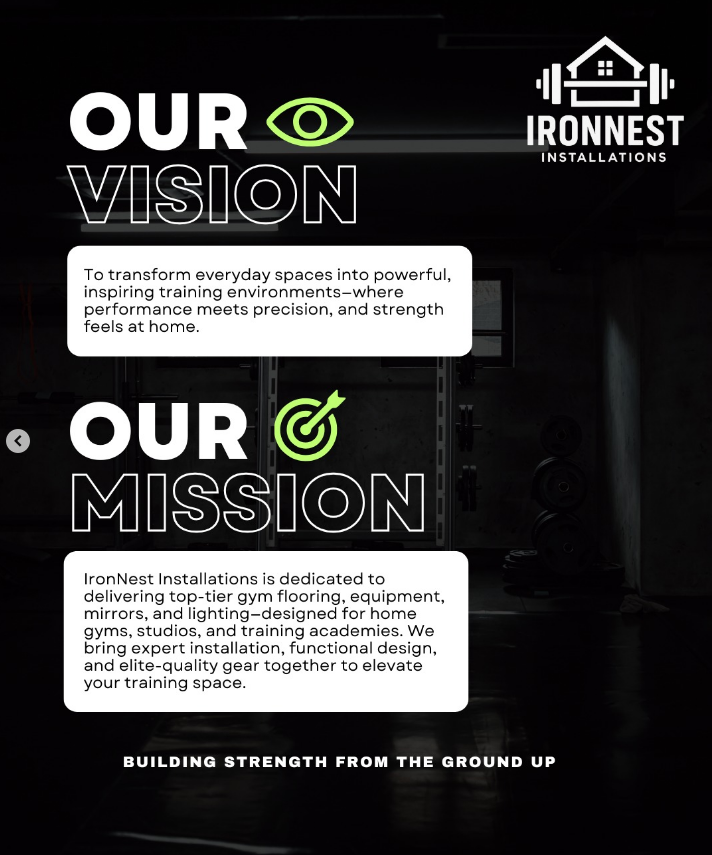 IRONNEST
INSTALLATIONS
OUR
VISION
To transform everyday spaces into powerful,
inspiring training environments—where
performance meets precision, and strength
feels at home.
OUR
MISSION
IronNest Installations is dedicated to
delivering top-tier gym flooring, equipment,
mirrors, and lighting—designed for home
gyms, studios, and training academies. We
bring expert installation, functional design,
and elite-quality gear together to elevate
your training space.
BUILDING STRENGTH FROM THE GROUND UP